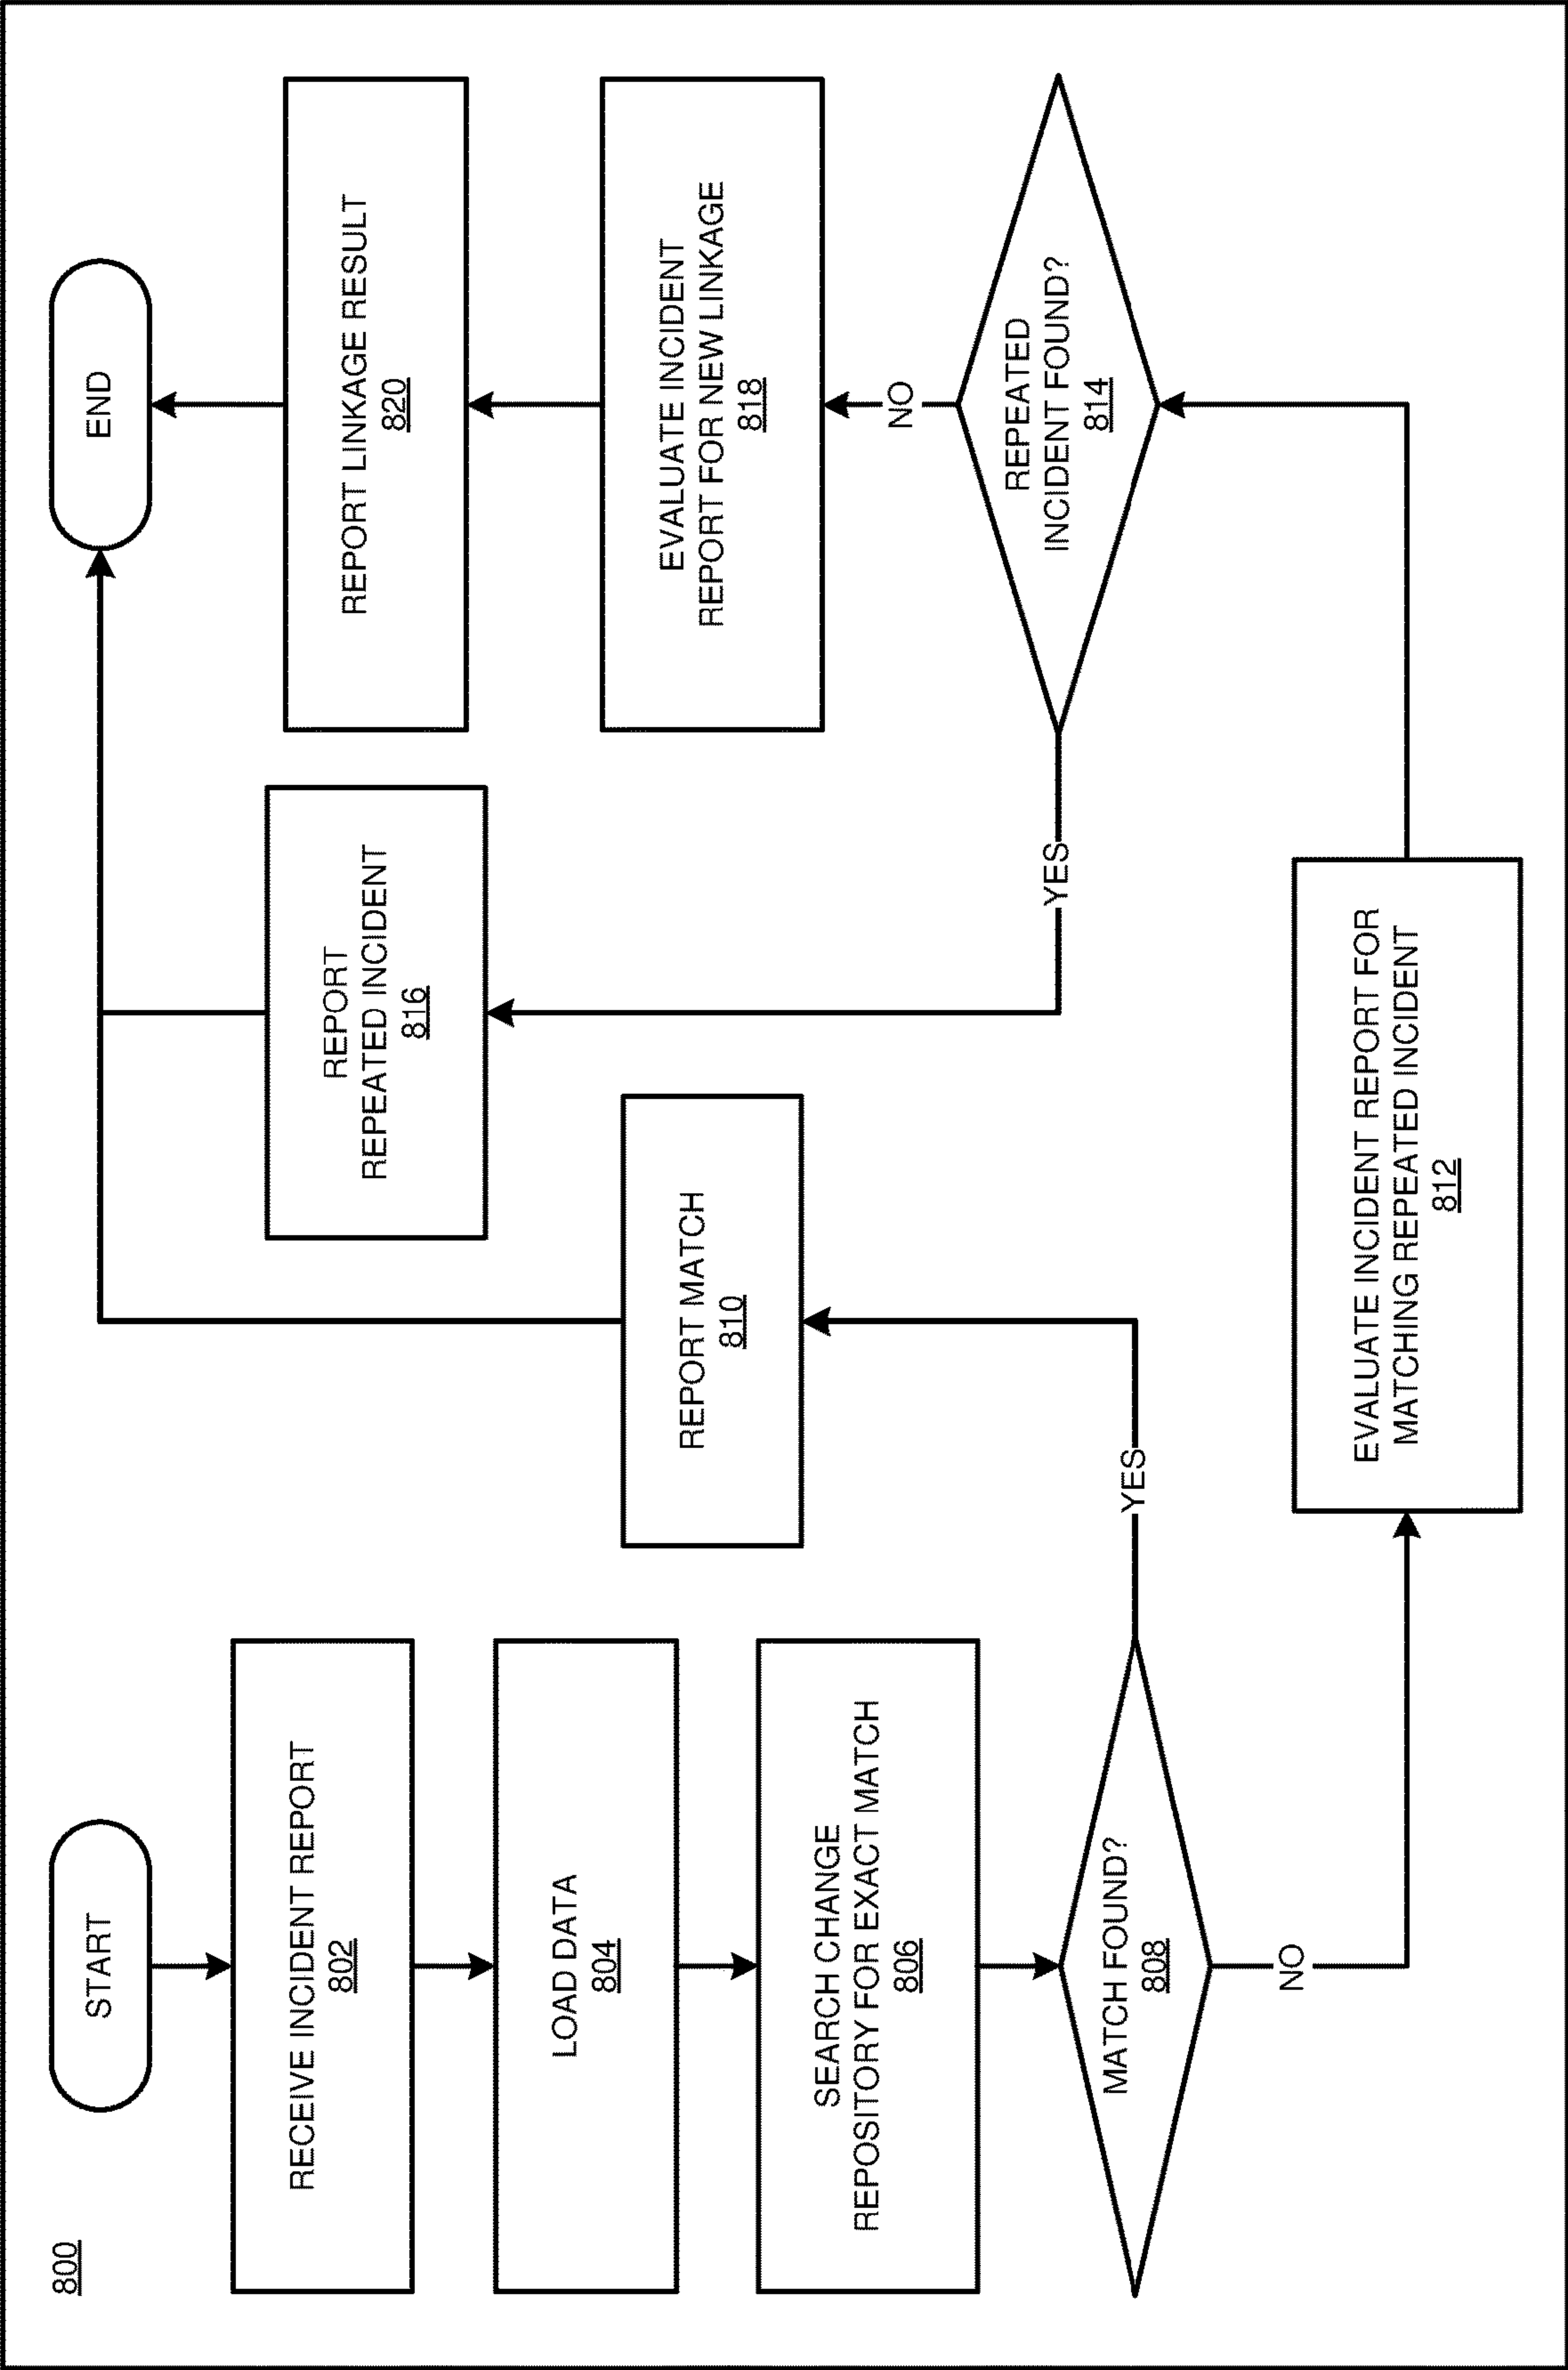 800
START
RECEIVE INCIDENT REPORT
802
LOAD DATA
804
SEARCH CHANGE
REPOSITORY FOR EXACT MATCH
806
MATCH FOUND?
808
YES
NO
REPORT MATCH
810
EVALUATE INCIDENT REPORT FOR
MATCHING REPEATED INCIDENT
812
REPEATED
INCIDENT FOUND?
814
YES
NO
REPORT
REPEATED INCIDENT
816
EVALUATE INCIDENT
REPORT FOR NEW LINKAGE
818
REPORT LINKAGE RESULT
820
END